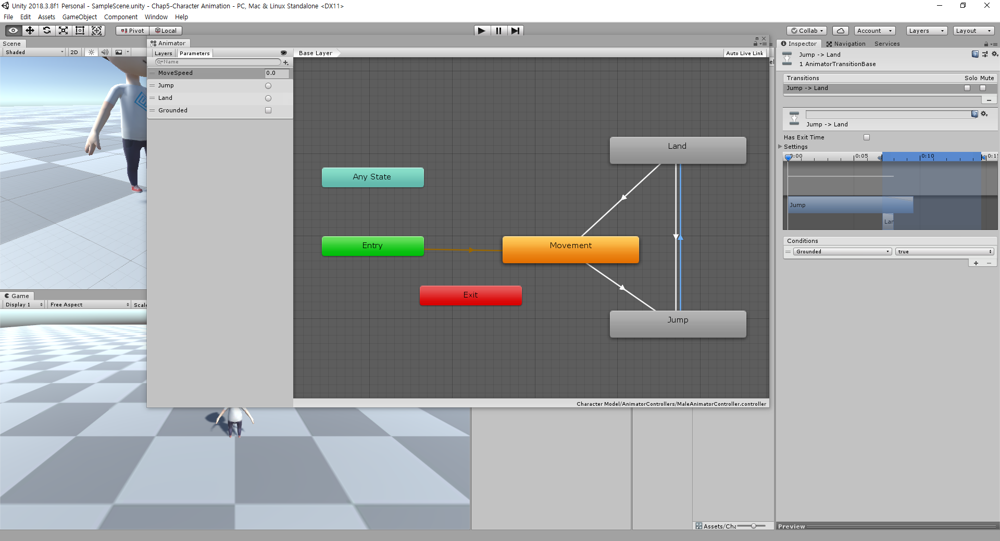 Unity 2018.3.8f1 Personal - SampleScene.unity - Chap5-Character Animation - PC, Mac & Linux Standalone <DX11>
File Edit Assets GameObject Component Window Help
Pivot Local Collab Account Layers Layout
Scene
Shaded 2D
Animator
Layers Parameters
Name
MoveSpeed 0.0
Jump
Land
Grounded
Base Layer
Auto Live Link
Any State
Entry
Exit
Movement
Land
Jump
Character Model/AnimatorControllers/MaleAnimatorController.controller
Game
Display 1 Free Aspect Scale
Assets/Cha
Inspector Navigation Services
Jump -> Land
1 AnimatorTransitionBase
Transitions Solo Mute
Jump -> Land
Jump -> Land
Has Exit Time
Settings
0:00 0:05 0:10 0:15
Jump
Lan
Conditions
Grounded true
Preview